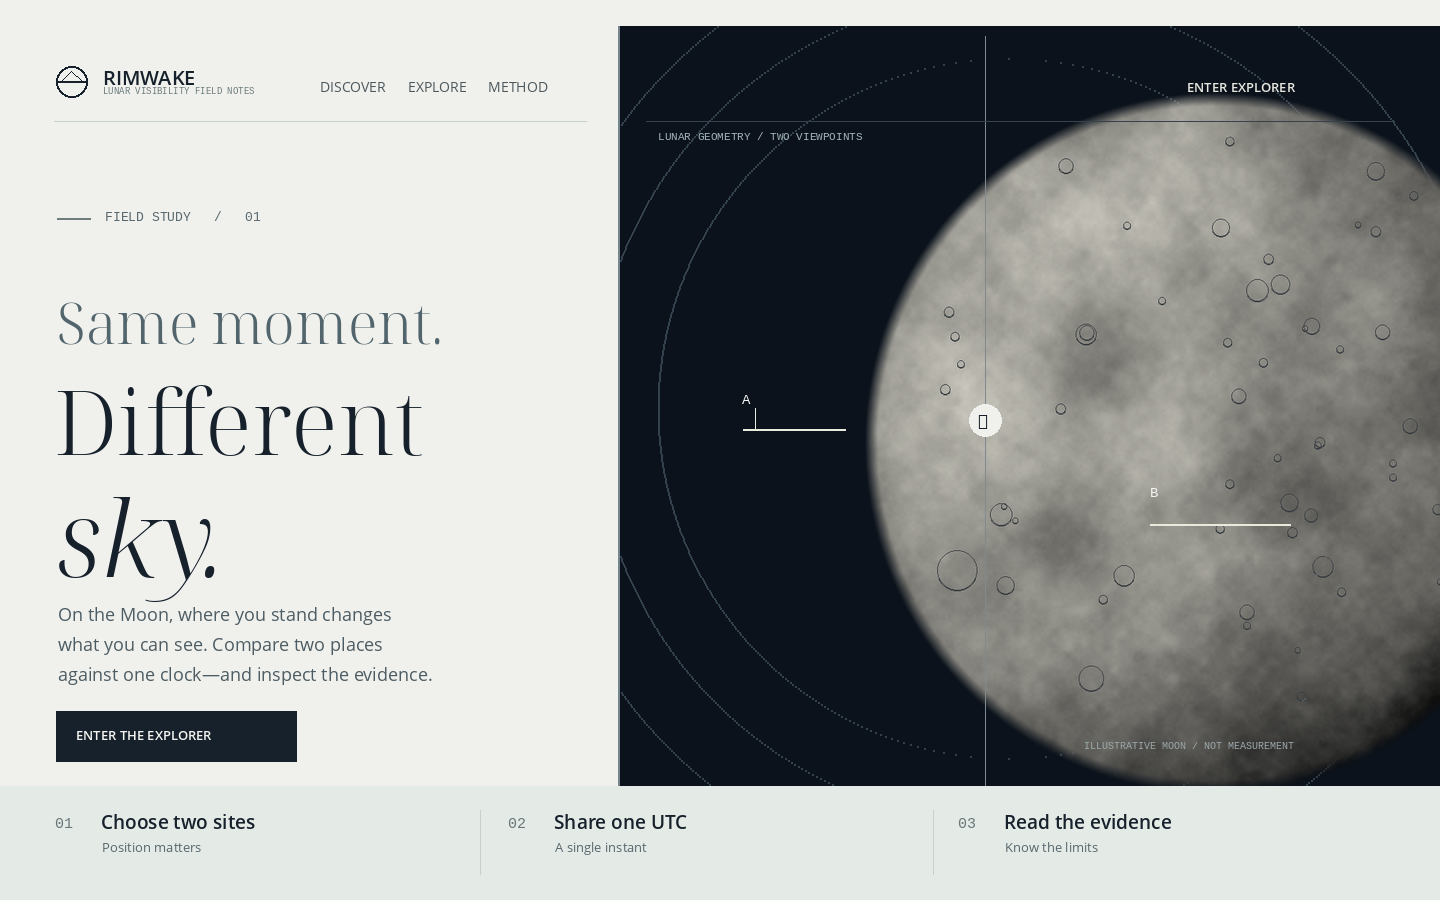 RIMWAKE
LUNAR VISIBILITY FIELD NOTES
DISCOVER EXPLORE METHOD
ENTER EXPLORER
LUNAR GEOMETRY / TWO VIEWPOINTS
FIELD STUDY / 01
Same moment.
Different
sky.
On the Moon, where you stand changes
what you can see. Compare two places
against one clock—and inspect the evidence.
ENTER THE EXPLORER
A
B
ILLUSTRATIVE MOON / NOT MEASUREMENT
01 Choose two sites
Position matters
02 Share one UTC
A single instant
03 Read the evidence
Know the limits